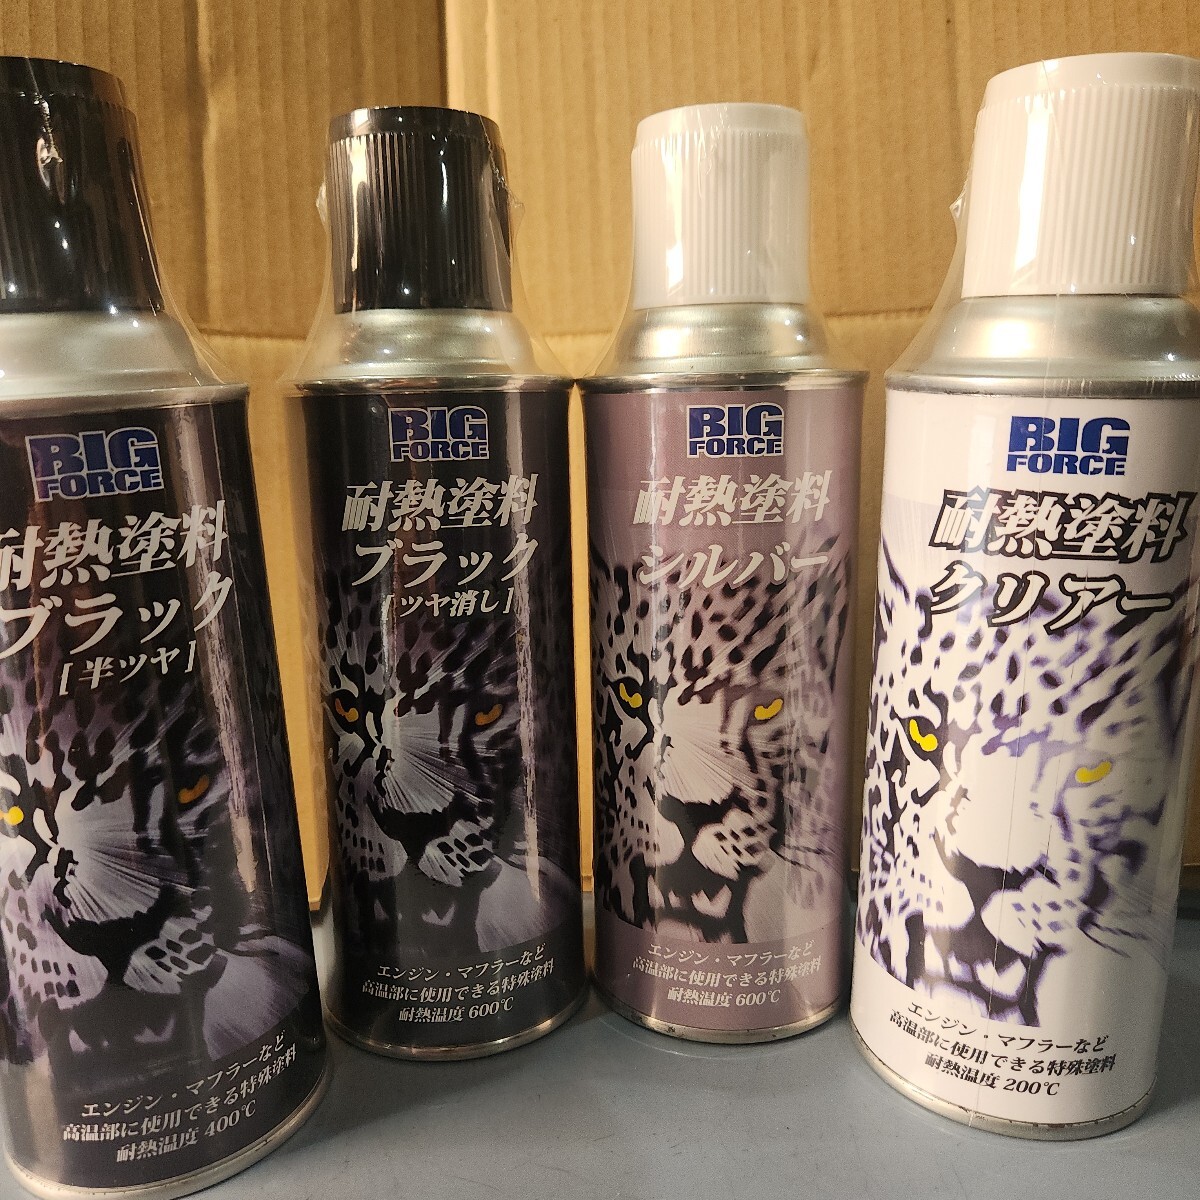 BIG
FORCE
耐熱塗料
ブラック
[半ツヤ]
エンジン・マフラーなど
高温部に使用できる特殊塗料
耐熱温度 400℃
BIG
FORCE
耐熱塗料
ブラック
[ツヤ消し]
エンジン・マフラーなど
高温部に使用できる特殊塗料
耐熱温度 600℃
BIG
FORCE
耐熱塗料
シルバー
エンジン・マフラーなど
高温部に使用できる特殊塗料
耐熱温度 600℃
BIG
FORCE
耐熱塗料
クリアー
エンジン・マフラーなど
高温部に使用できる特殊塗料
耐熱温度 200℃